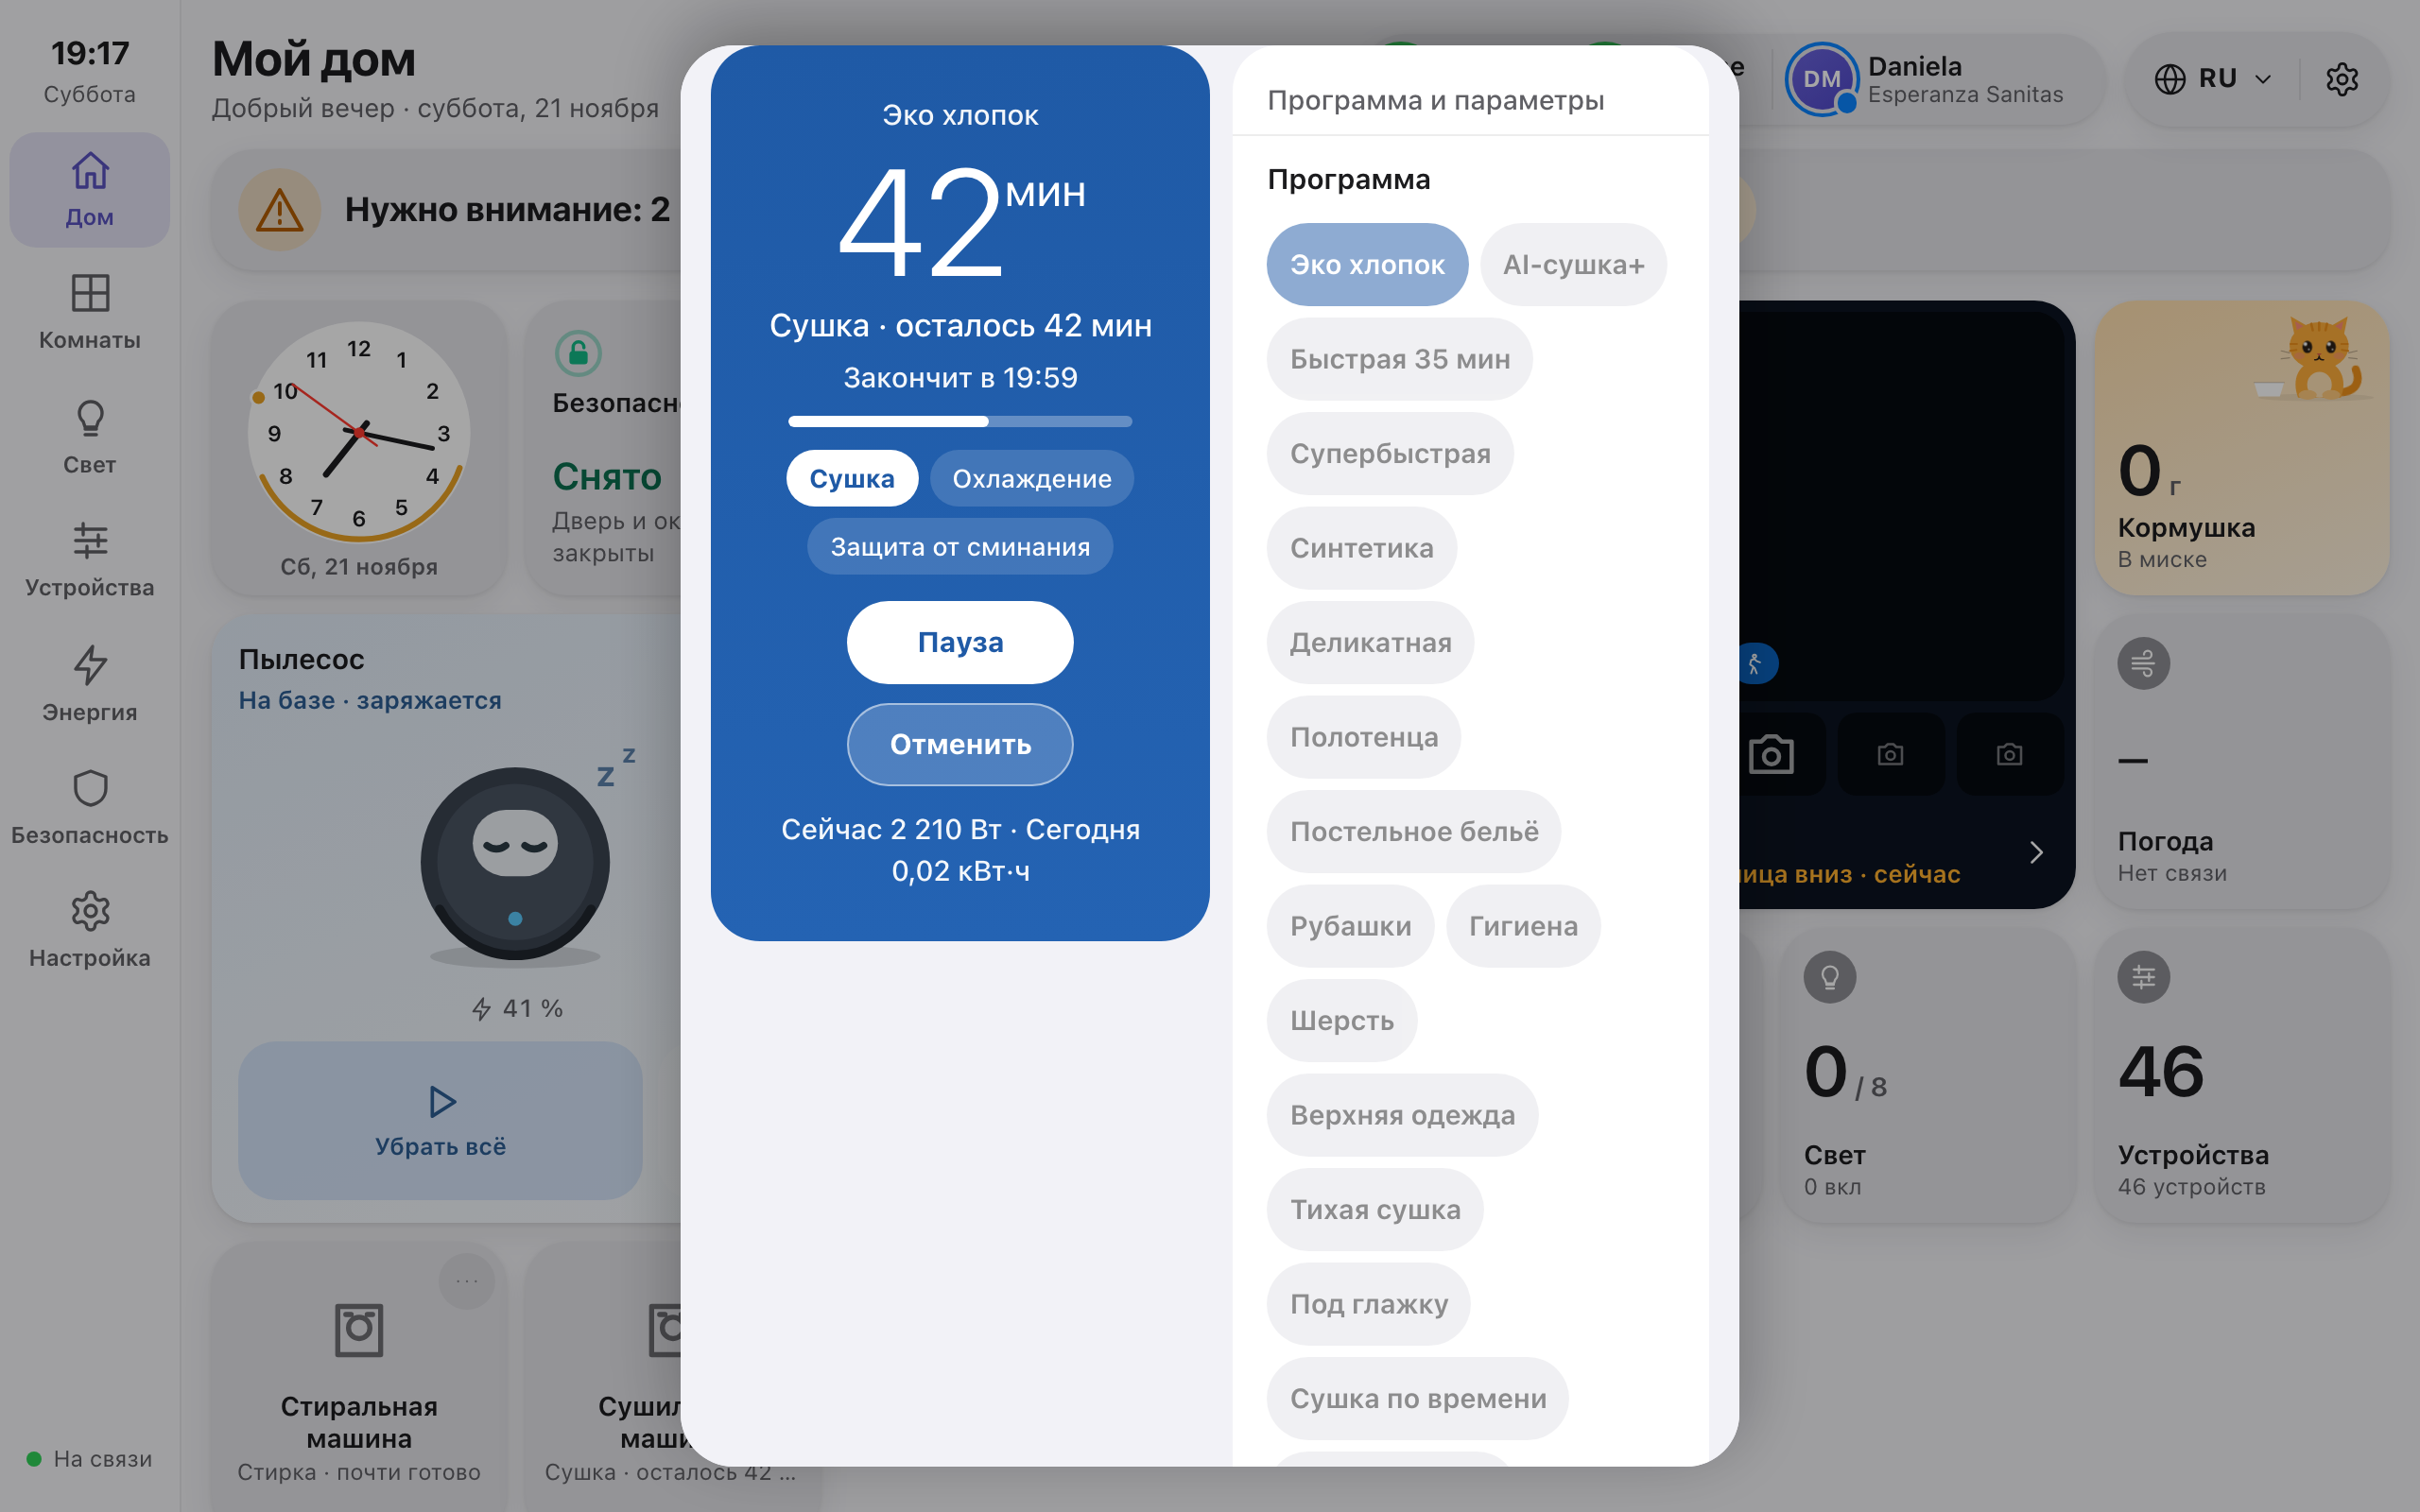 19:17
Суббота
Дом
Комнаты
Свет
Устройства
Энергия
Безопасность
Настройка
На связи
Мой дом
Добрый вечер · суббота, 21 ноября
DM
Daniela
Esperanza Sanitas
RU
Нужно внимание: 2
12
1
2
3
4
5
6
7
8
9
10
11
Сб, 21 ноября
Снято
Дверь и
закрыты
Пылесос
На базе · заряжается
z
z
41 %
Убрать всё
Стиральная
машина
Стирка · почти готово
Сушка · осталось 42 ...
Эко хлопок
42 мин
Сушка · осталось 42 мин
Закончит в 19:59
Сушка
Охлаждение
Защита от сминания
Пауза
Отменить
Сейчас 2 210 Вт · Сегодня
0,02 кВт·ч
Программа и параметры
Программа
Эко хлопок
AI-сушка+
Быстрая 35 мин
Супербыстрая
Синтетика
Деликатная
Полотенца
Постельное бельё
Рубашки
Гигиена
Шерсть
Верхняя одежда
Тихая сушка
Под глажку
Сушка по времени
вниз · сейчас
0 г
Кормушка
В миске
–
Погода
Нет связи
0 / 8
Свет
0 вкл
46
Устройства
46 устройств